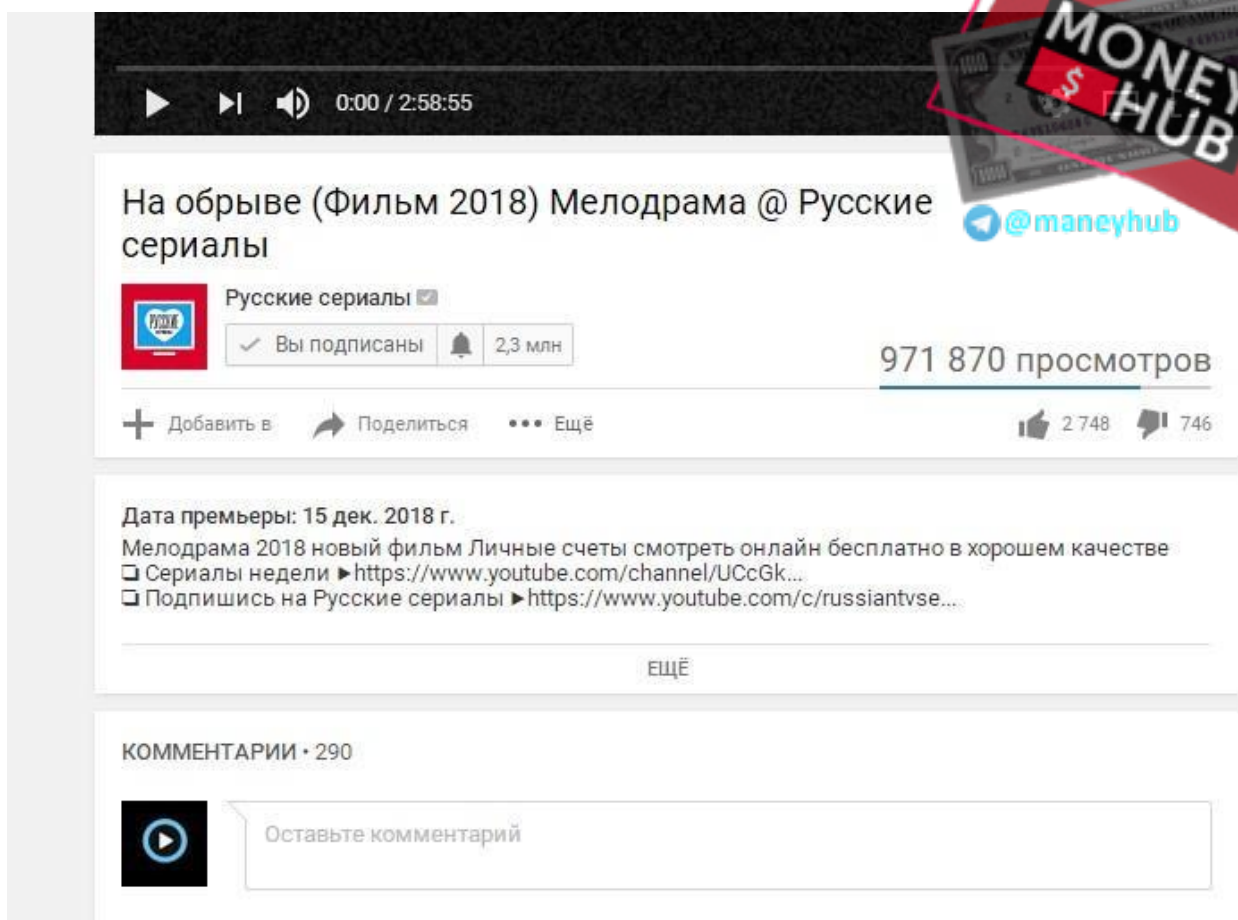 MONEY
$ HUB
0:00 / 2:58:55
@maneyhub
На обрыве (Фильм 2018) Мелодрама @ Русские
сериалы
РУССКИЕ
Русские сериалы
Вы подписаны 2,3 млн
971 870 просмотров
Добавить в Поделиться ••• Ещё 2 748 746
Дата премьеры: 15 дек. 2018 г.
Мелодрама 2018 новый фильм Личные счеты смотреть онлайн бесплатно в хорошем качестве
❏ Сериалы недели ►https://www.youtube.com/channel/UCcGk...
❏ Подпишись на Русские сериалы ►https://www.youtube.com/c/russiantvse...
ЕЩЁ
КОММЕНТАРИИ • 290
Оставьте комментарий